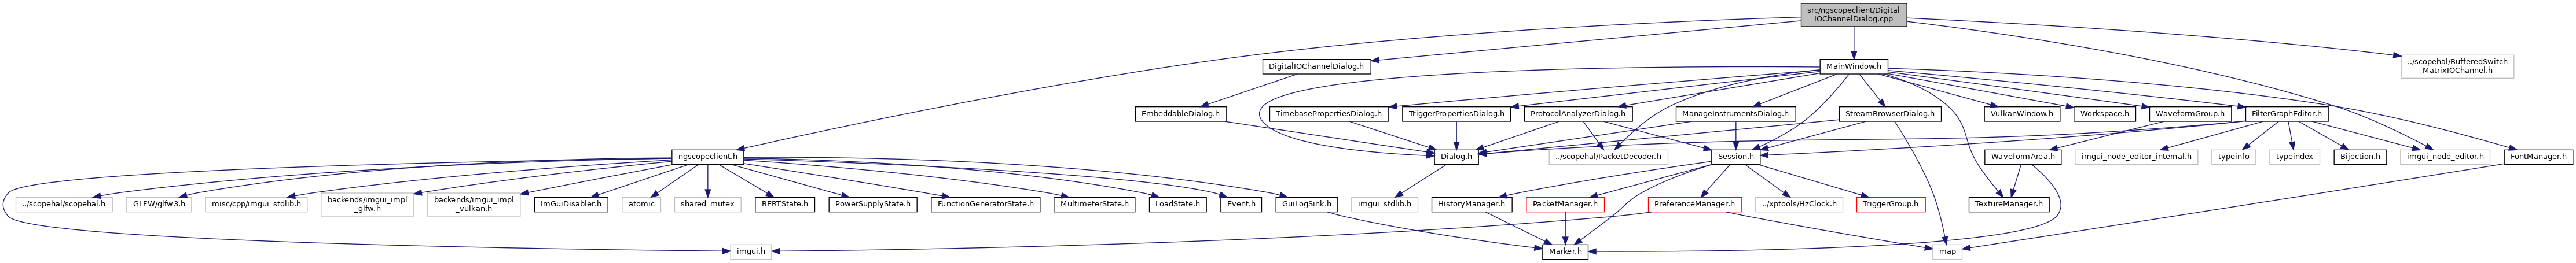 src/ngscopeclient/Digital
IOChannelDialog.cpp
DigitalIOChannelDialog.h
MainWindow.h
../scopehal/BufferedSwitch
MatrixIOChannel.h
EmbeddableDialog.h
TimebasePropertiesDialog.h
TriggerPropertiesDialog.h
ProtocolAnalyzerDialog.h
ManageInstrumentsDialog.h
StreamBrowserDialog.h
VulkanWindow.h
Workspace.h
WaveformGroup.h
FilterGraphEditor.h
ngscopeclient.h
Dialog.h
../scopehal/PacketDecoder.h
Session.h
WaveformArea.h
imgui_node_editor_internal.h
typeinfo
typeindex
Bijection.h
imgui_node_editor.h
FontManager.h
../scopehal/scopehal.h
GLFW/glfw3.h
misc/cpp/imgui_stdlib.h
backends/imgui_impl
_glfw.h
backends/imgui_impl
_vulkan.h
ImGuiDisabler.h
atomic
shared_mutex
BERTState.h
PowerSupplyState.h
FunctionGeneratorState.h
MultimeterState.h
LoadState.h
Event.h
GuiLogSink.h
imgui_stdlib.h
HistoryManager.h
PacketManager.h
PreferenceManager.h
../xptools/HzClock.h
TriggerGroup.h
TextureManager.h
imgui.h
Marker.h
map